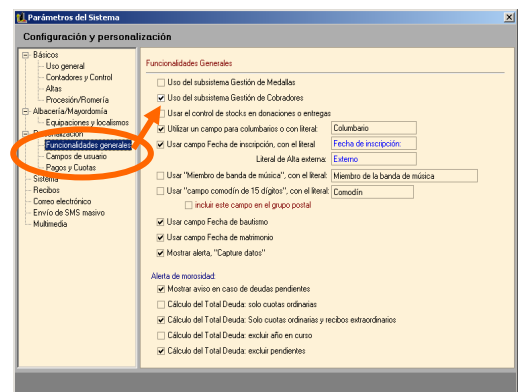 Parámetros del Sistema
Configuración y personalización
Básicos
Uso general
Contadores y Control
Altas
Procesión/Romería
Albacería/Mayordomía
Equipaciones y localismos
Personalización
Funcionalidades generales
Campos de usuario
Pagos y Cuotas
Sistema
Recibos
Correo electrónico
Envío de SMS masivo
Multimedia
Funcionalidades Generales
Uso del subsistema Gestión de Medallas
Uso del subsistema Gestión de Cobradores
Usar el control de stocks en donaciones o entregas
Utilizar un campo para columbarios o con literal: Columbario
Usar campo Fecha de inscripción, con el literal Fecha de inscripción:
Literal de Alta externa: Externo
Usar "Miembro de banda de música", con el literal: Miembro de la banda de música
Usar "campo comodín de 15 dígitos", con el literal: Comodín
incluir este campo en el grupo postal
Usar campo Fecha de bautismo
Usar campo Fecha de matrimonio
Mostrar alerta, "Capture datos"
Alerta de morosidad:
Mostrar aviso en caso de deudas pendientes
Cálculo del Total Deuda: solo cuotas ordinarias
Cálculo del Total Deuda: Solo cuotas ordinarias y recibos extraordinarios
Cálculo del Total Deuda: excluir año en curso
Cálculo del Total Deuda: excluir pendientes